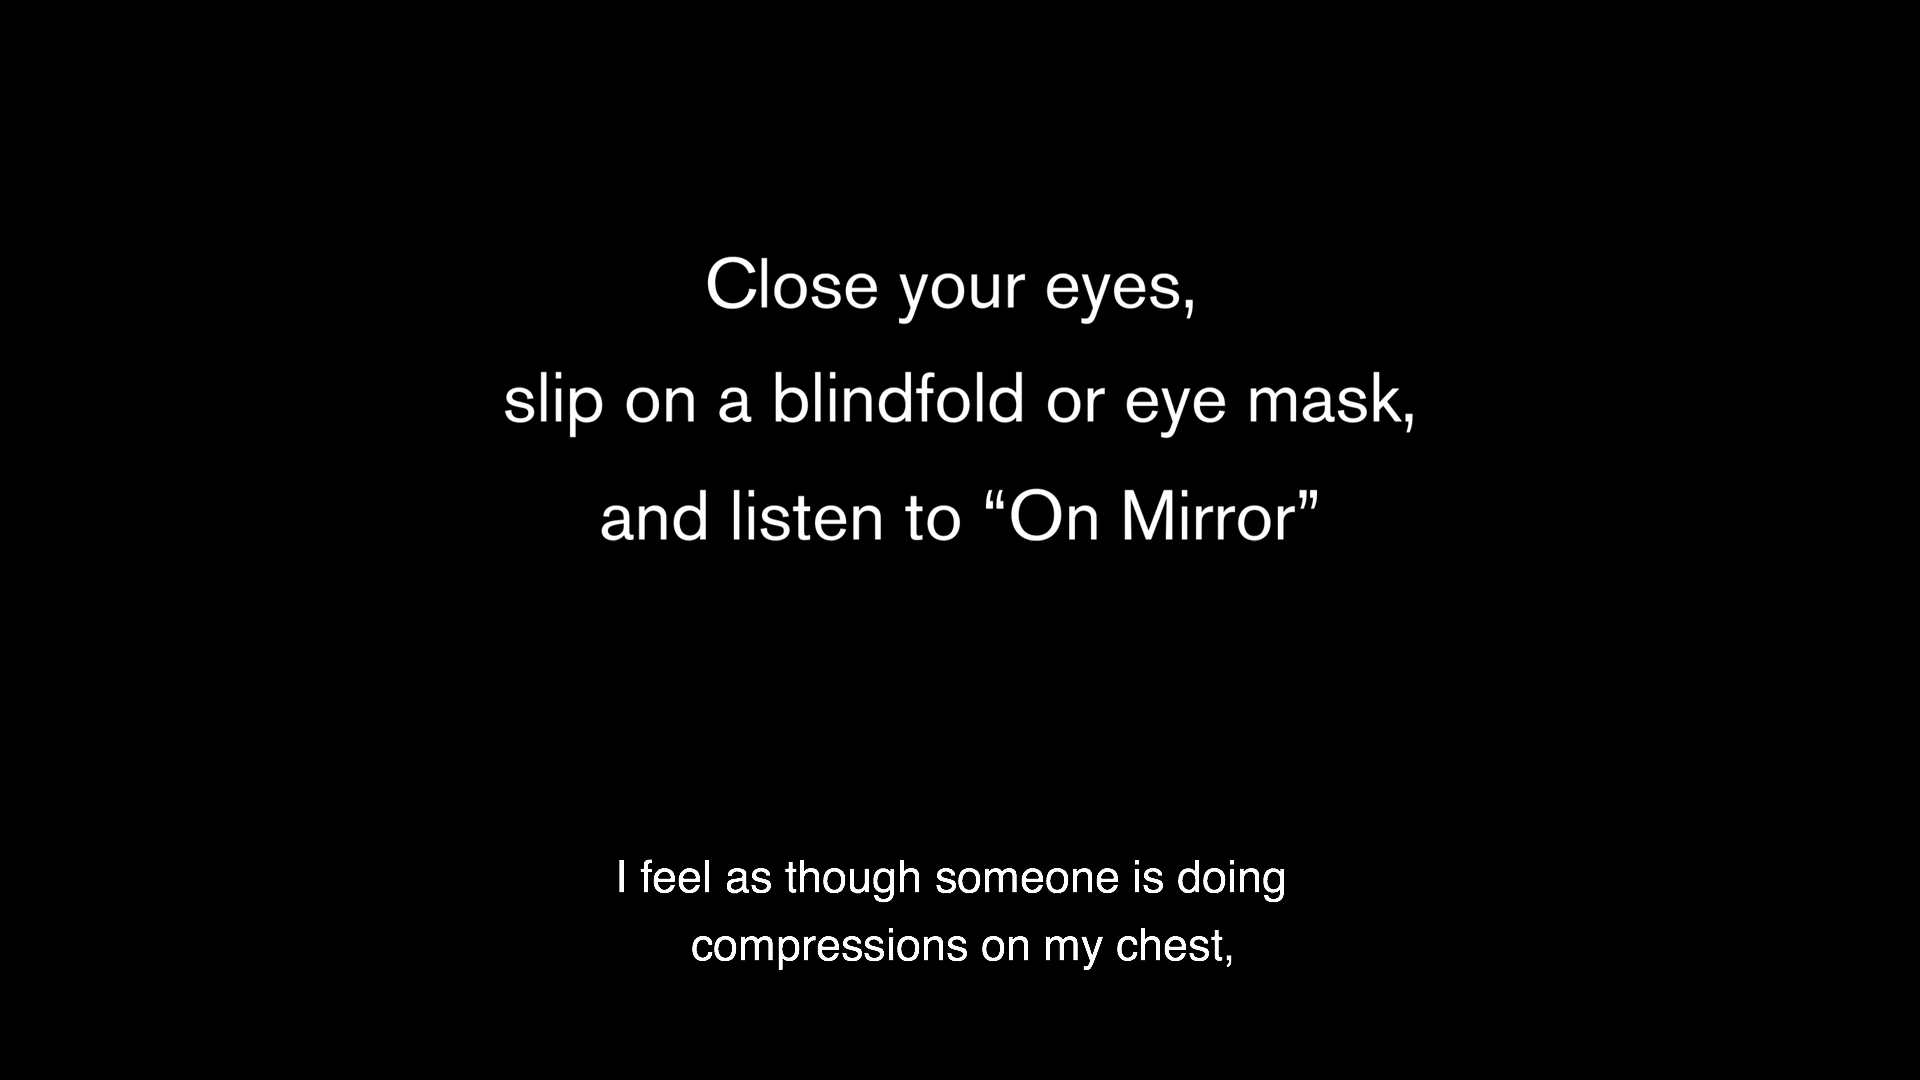 Close your eyes,
slip on a blindfold or eye mask,
and listen to “On Mirror”
I feel as though someone is doing
compressions on my chest,